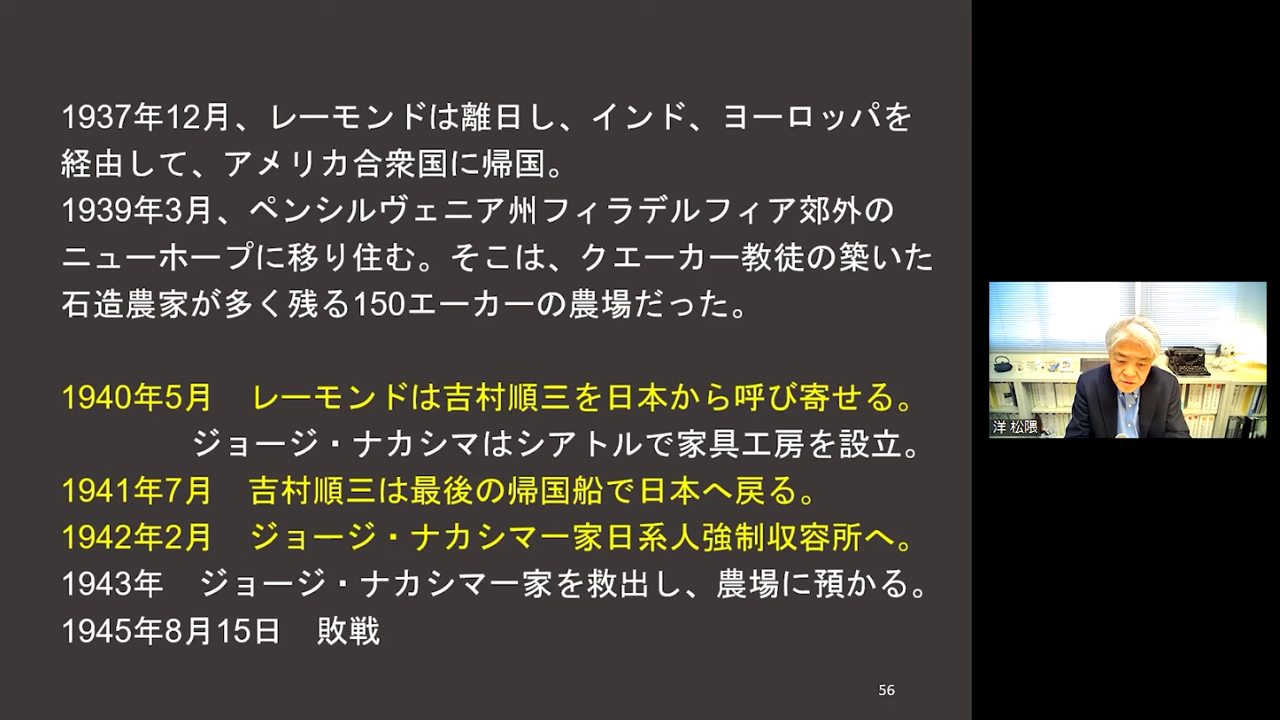 1937年12月、レーモンドは離日し、インド、ヨーロッパを
経由して、アメリカ合衆国に帰国。
1939年3月、ペンシルヴェニア州フィラデルフィア郊外の
ニューホープに移り住む。そこは、クエーカー教徒の築いた
石造農家が多く残る150エーカーの農場だった。
1940年5月　レーモンドは吉村順三を日本から呼び寄せる。
ジョージ・ナカシマはシアトルで家具工房を設立。
1941年7月　吉村順三は最後の帰国船で日本へ戻る。
1942年2月　ジョージ・ナカシマ一家日系人強制収容所へ。
1943年　ジョージ・ナカシマ一家を救出し、農場に預かる。
1945年8月15日　敗戦
56
洋 松隈